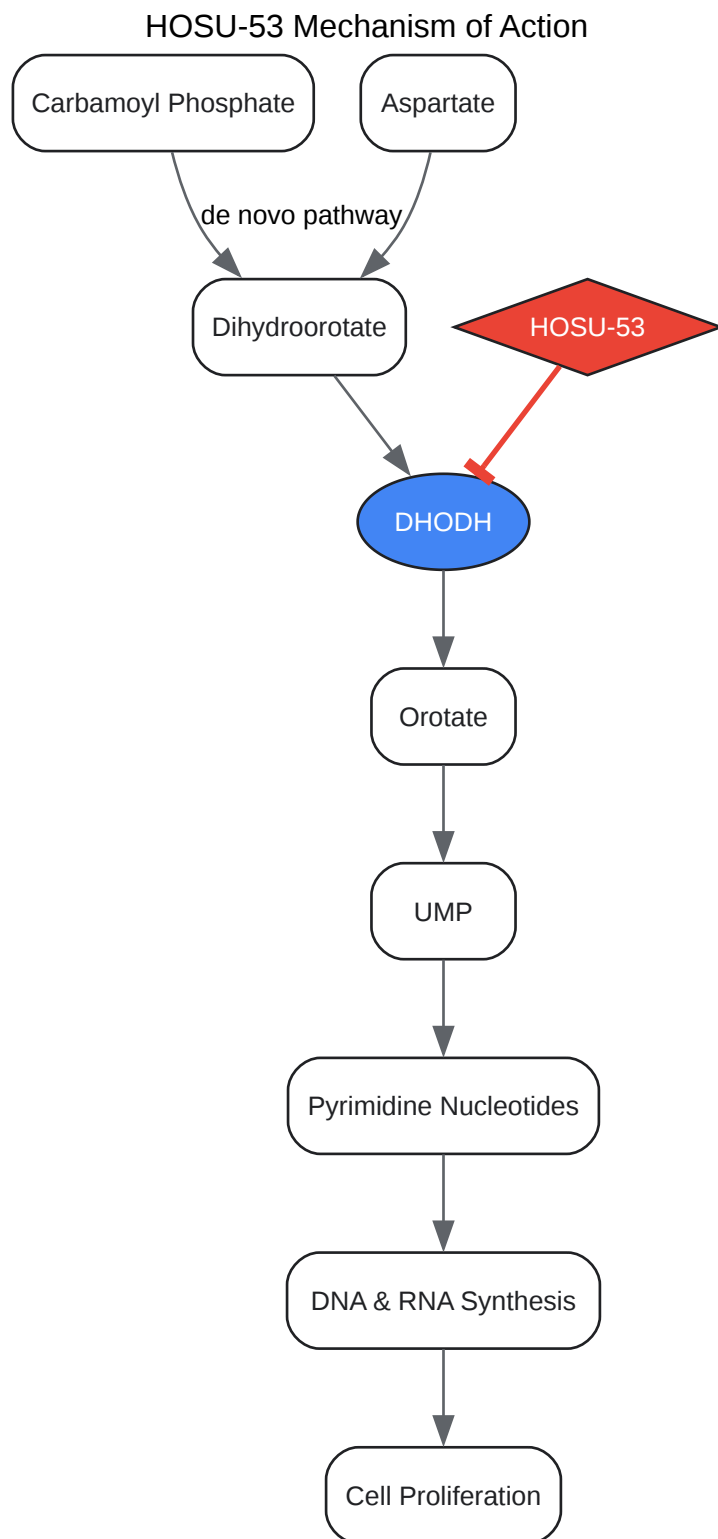 HOSU-53 Mechanism of Action
Carbamoyl Phosphate
Aspartate
de novo pathway
Dihydroorotate
HOSU-53
DHODH
Orotate
UMP
Pyrimidine Nucleotides
DNA & RNA Synthesis
Cell Proliferation